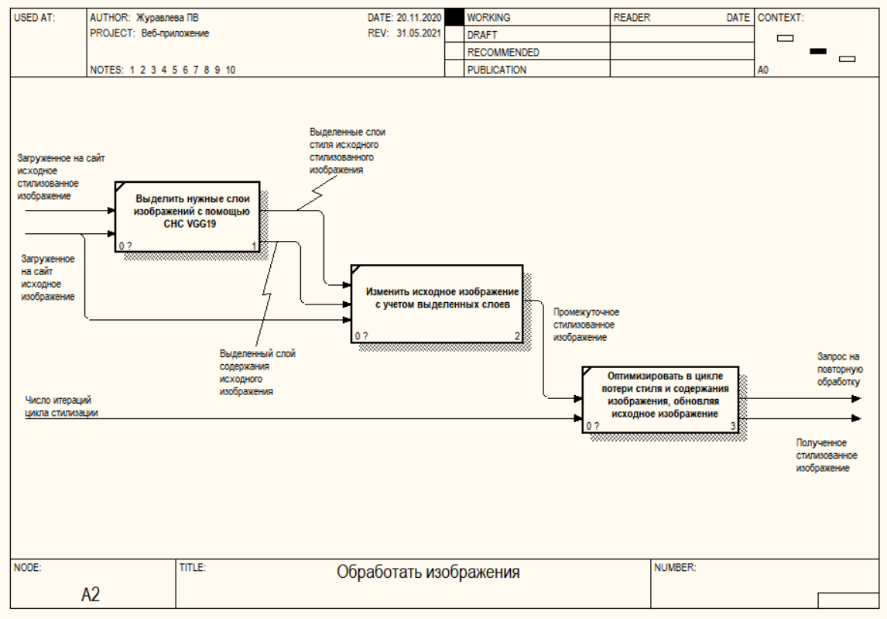 USED AT:
AUTHOR: Журавлева ПВ
DATE: 20.11.2020
PROJECT: Веб-приложение
REV: 31.05.2021
NOTES: 1 2 3 4 5 6 7 8 9 10
WORKING
DRAFT
RECOMMENDED
PUBLICATION
READER
DATE
CONTEXT:
A0
Загруженное на сайт
исходное
стилизованное
изображение
Выделенные слои
стиля исходного
стилизованного
изображения
Выделить нужные слои
изображений с помощью
СНС VGG19
0 ?
1
Загруженное
на сайт
исходное
изображение
Изменить исходное изображение
с учетом выделенных слоев
0 ?
2
Выделенный слой
содержания
исходного
изображения
Промежуточное
стилизованное
изображение
Число итераций
цикла стилизации
Оптимизировать в цикле
потери стиля и содержания
изображения, обновляя
исходное изображение
0 ?
3
Запрос на
повторную
обработку
Полученное
стилизованное
изображение
NODE:
A2
TITLE:
Обработать изображения
NUMBER: